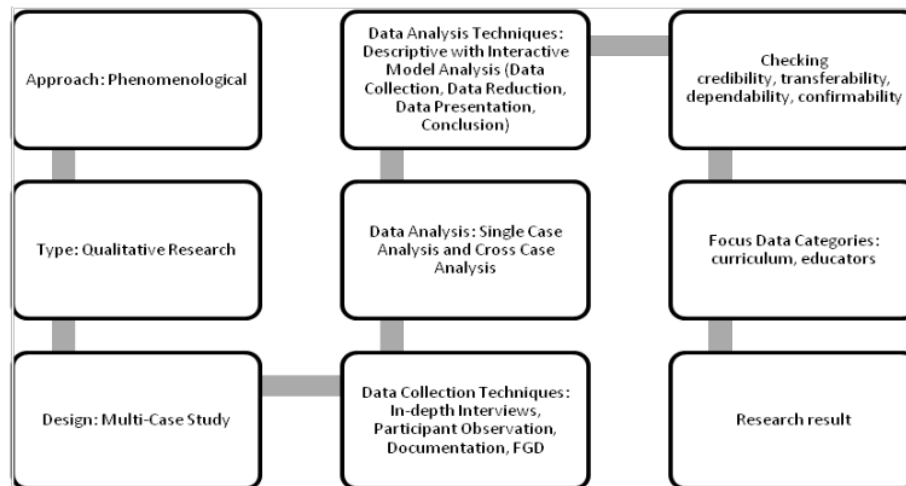 Approach: Phenomenological
Type: Qualitative Research
Design: Multi-Case Study
Data Collection Techniques:
In-depth Interviews,
Participant Observation,
Documentation, FGD
Data Analysis: Single Case
Analysis and Cross Case
Analysis
Data Analysis Techniques:
Descriptive with Interactive
Model Analysis (Data
Collection, Data Reduction,
Data Presentation,
Conclusion)
Checking
credibility, transferability,
dependability, confirmability
Focus Data Categories:
curriculum, educators
Research result